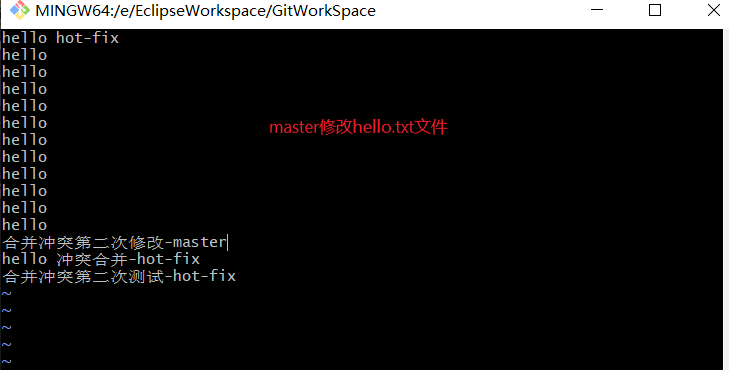 MINGW64:/e/EclipseWorkspace/GitWorkSpace
hello hot-fix
hello
hello
hello
hello
hello
master修改hello.txt文件
hello
hello
hello
hello
hello
hello
合并冲突第二次修改-master
hello 冲突合并-hot-fix
合并冲突第二次测试-hot-fix
~
~
~
~
~